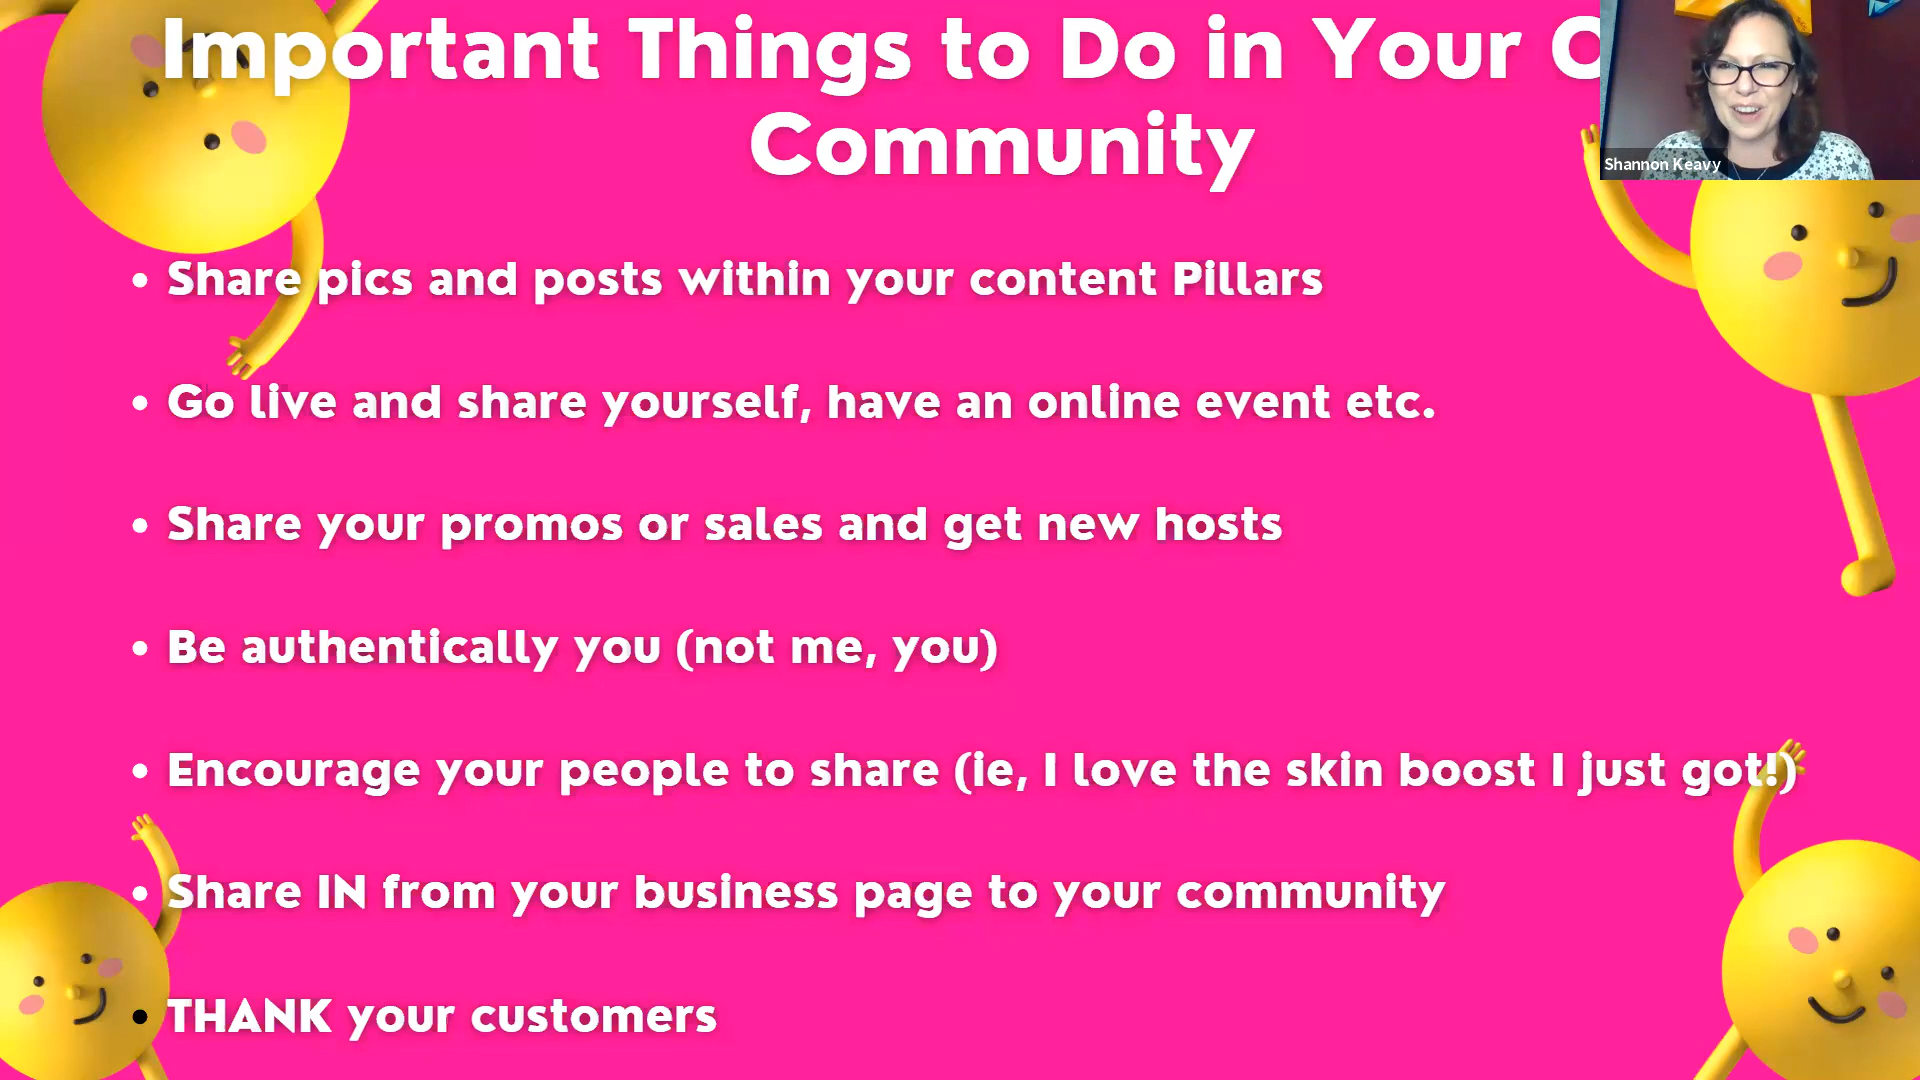 Important Things to Do in Your
Community
Shannon Keavy
• Share pics and posts within your content Pillars
• Go live and share yourself, have an online event etc.
• Share your promos or sales and get new hosts
• Be authentically you (not me, you)
• Encourage your people to share (ie, I love the skin boost I just got!)
• Share IN from your business page to your community
• THANK your customers